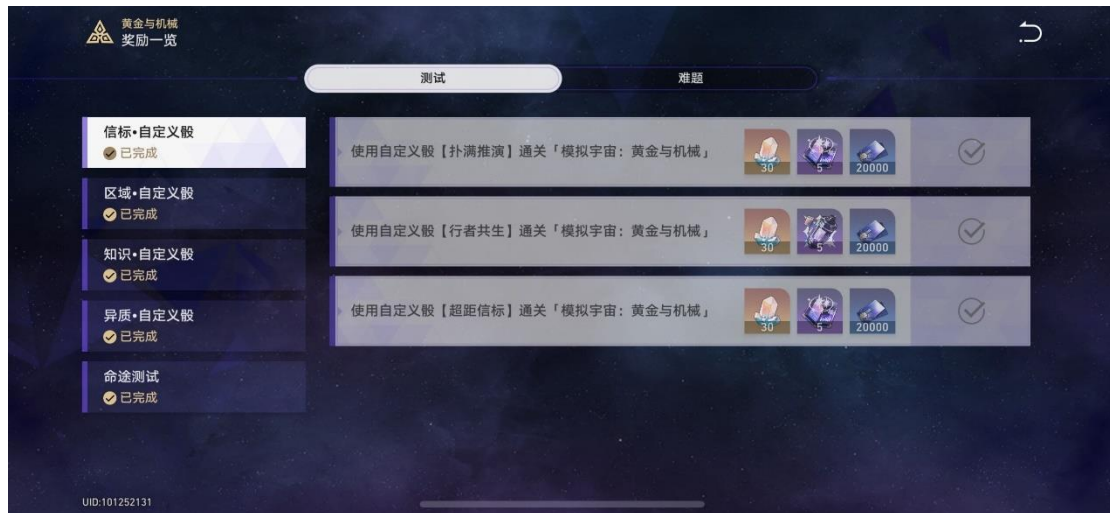 黄金与机械
奖励一览
测试
难题
信标•自定义骰
已完成
区域•自定义骰
已完成
知识•自定义骰
已完成
异质•自定义骰
已完成
命途测试
已完成
使用自定义骰【扑满推演】通关「模拟宇宙：黄金与机械」
30
5
20000
使用自定义骰【行者共生】通关「模拟宇宙：黄金与机械」
30
5
20000
使用自定义骰【超距信标】通关「模拟宇宙：黄金与机械」
30
5
20000
UID:101252131